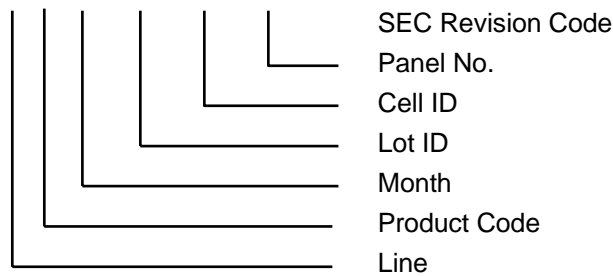 SEC Revision Code
Panel No.
Cell ID
Lot ID
Month
Product Code
Line